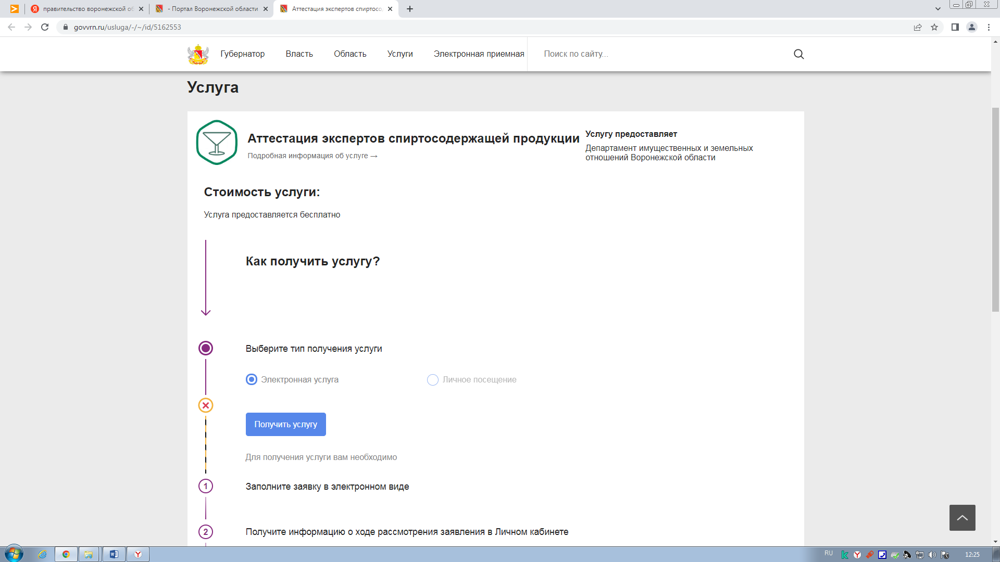 правительство воронежской об
- Портал Воронежской области
Аттестация экспертов спиртосо
govvrn.ru/usluga/-/~/id/5162553
Губернатор Власть Область Услуги Электронная приемная Поиск по сайту...
Услуга
Аттестация экспертов спиртосодержащей продукции
Подробная информация об услуге →
Услугу предоставляет
Департамент имущественных и земельных
отношений Воронежской области
Стоимость услуги:
Услуга предоставляется бесплатно
Как получить услугу?
Выберите тип получения услуги
Электронная услуга Личное посещение
Получить услугу
Для получения услуги вам необходимо
1 Заполните заявку в электронном виде
2 Получите информацию о ходе рассмотрения заявления в Личном кабинете
RU 12:25